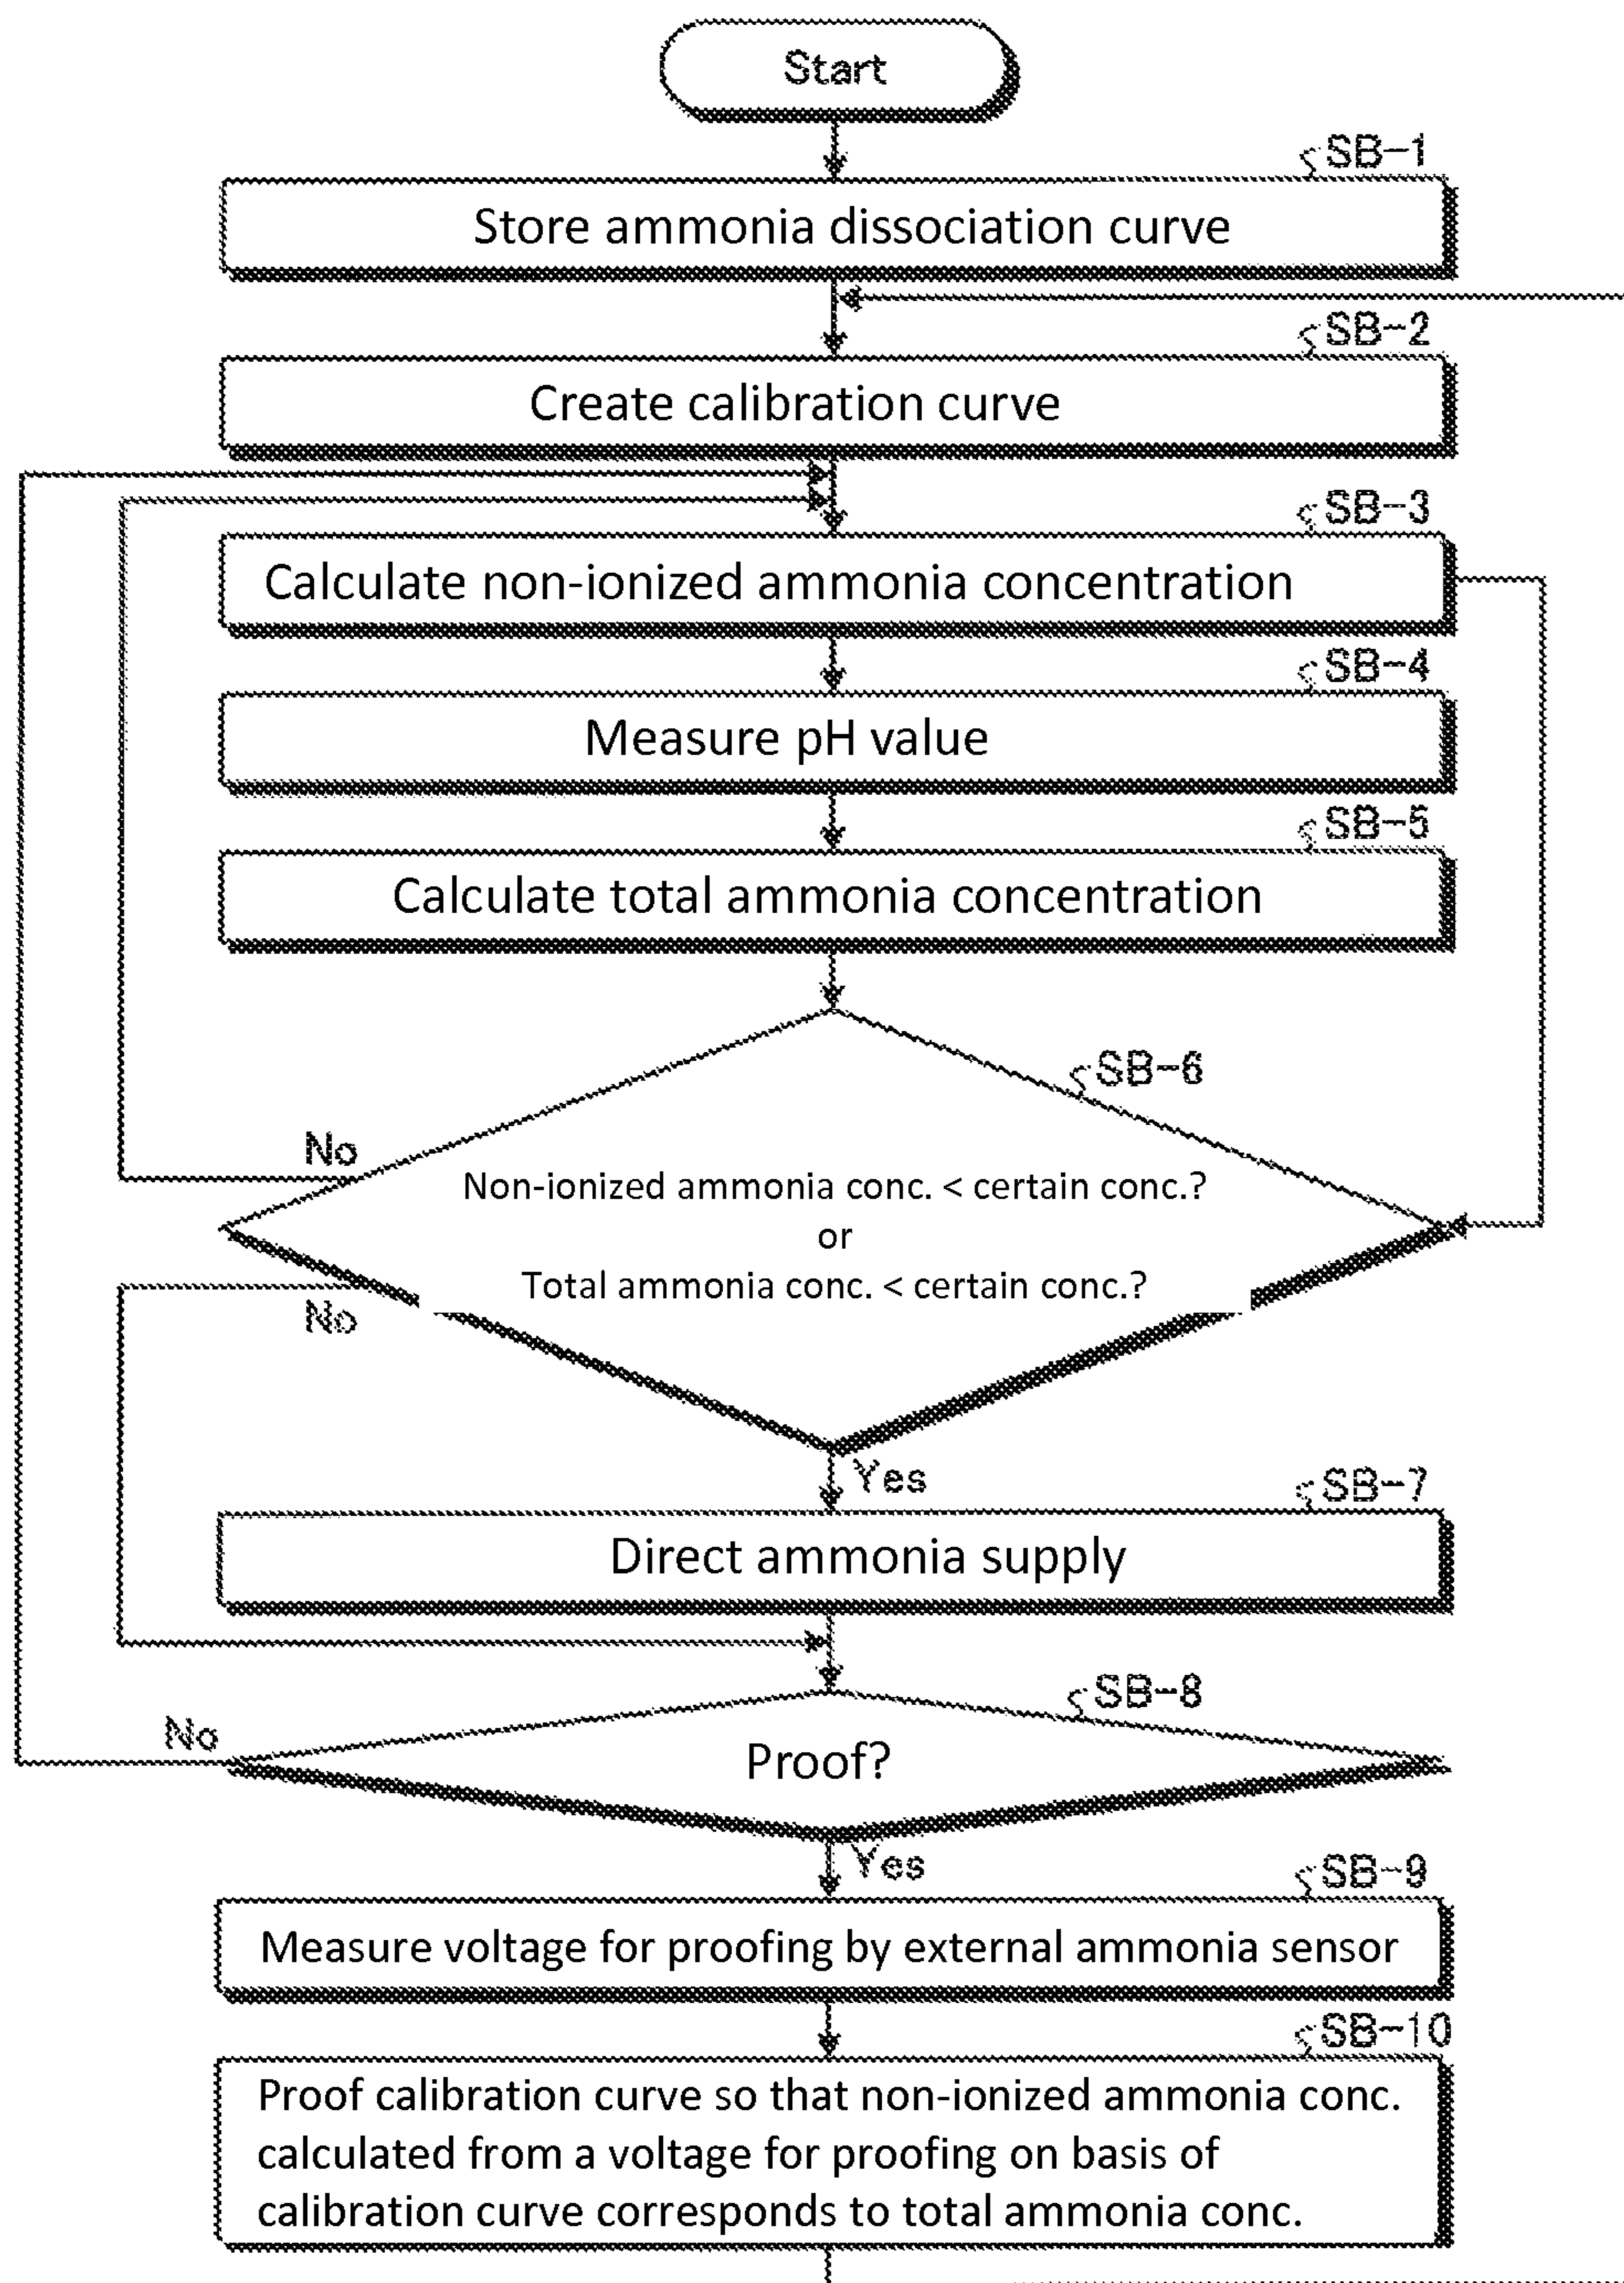 Start
SB-1
Store ammonia dissociation curve
SB-2
Create calibration curve
SB-3
Calculate non-ionized ammonia concentration
SB-4
Measure pH value
SB-5
Calculate total ammonia concentration
SB-6
No
Non-ionized ammonia conc. < certain conc.?
or
Total ammonia conc. < certain conc.?
No
Yes
SB-7
Direct ammonia supply
SB-8
No
Proof?
Yes
SB-9
Measure voltage for proofing by external ammonia sensor
SB-10
Proof calibration curve so that non-ionized ammonia conc.
calculated from a voltage for proofing on basis of
calibration curve corresponds to total ammonia conc.